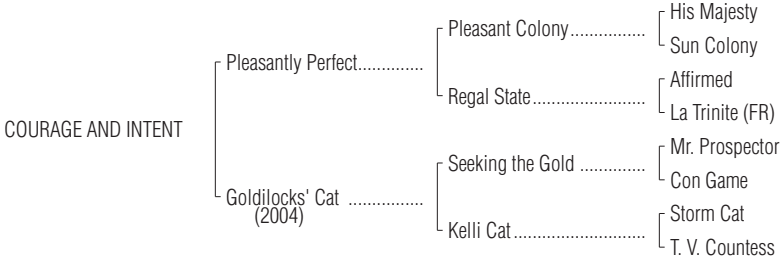 His Majesty
Pleasant Colony................
Sun Colony
Pleasantly Perfect..............
Affirmed
Regal State........................
La Trinite (FR)
COURAGE AND INTENT
Mr. Prospector
Seeking the Gold ..............
Con Game
Goldilocks' Cat ................
(2004)
Storm Cat
Kelli Cat............................
T. V. Countess